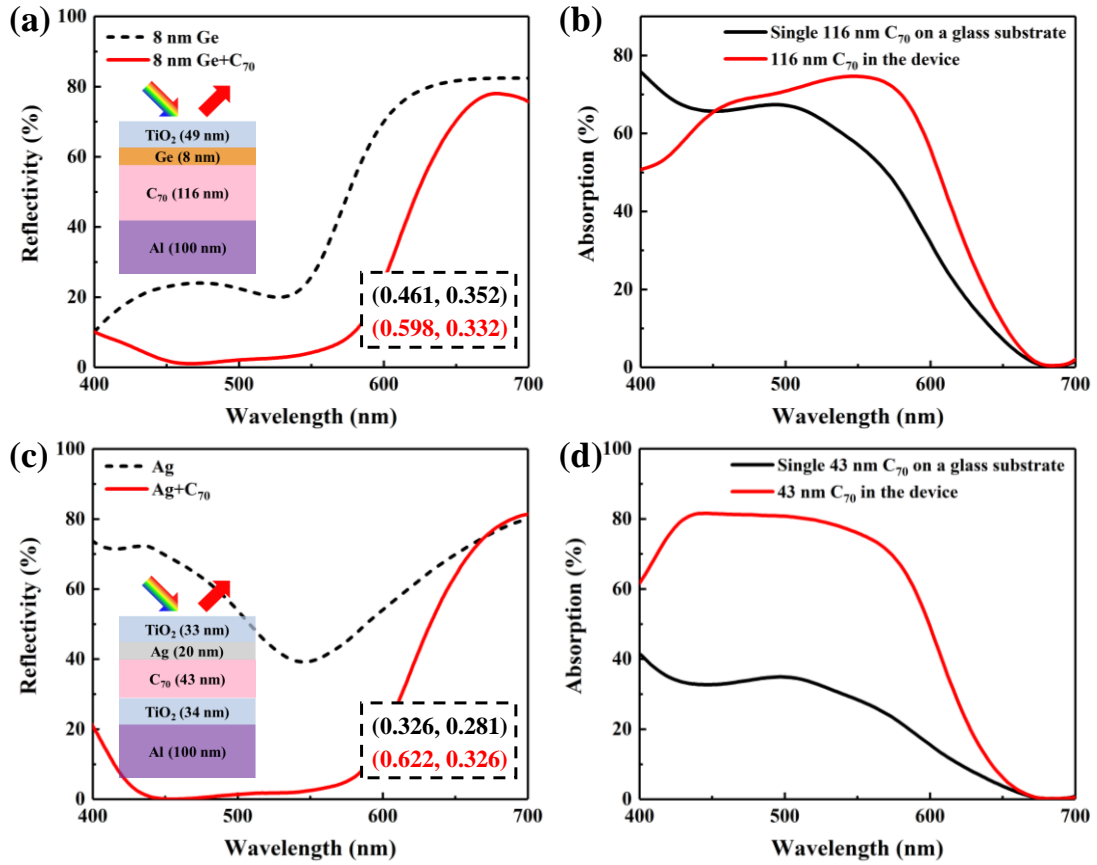 (a)
100
80
60
40
20
0
Reflectivity (%)
8 nm Ge
8 nm Ge+C₇₀
TiO₂ (49 nm)
Ge (8 nm)
C₇₀ (116 nm)
Al (100 nm)
(0.461, 0.352)
(0.598, 0.332)
400 500 600 700
Wavelength (nm)
(b)
100
80
60
40
20
0
Absorption (%)
Single 116 nm C₇₀ on a glass substrate
116 nm C₇₀ in the device
400 500 600 700
Wavelength (nm)
(c)
100
80
60
40
20
0
Reflectivity (%)
Ag
Ag+C₇₀
TiO₂ (33 nm)
Ag (20 nm)
C₇₀ (43 nm)
TiO₂ (34 nm)
Al (100 nm)
(0.326, 0.281)
(0.622, 0.326)
400 500 600 700
Wavelength (nm)
(d)
100
80
60
40
20
0
Absorption (%)
Single 43 nm C₇₀ on a glass substrate
43 nm C₇₀ in the device
400 500 600 700
Wavelength (nm)